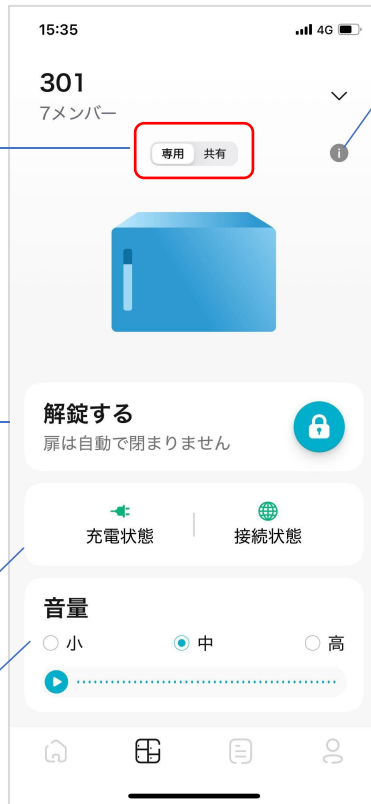 15:35
4G
301
7メンバー
専用 共有
i
解錠する
扉は自動で閉まりません
充電状態 接続状態
音量
小 中 高